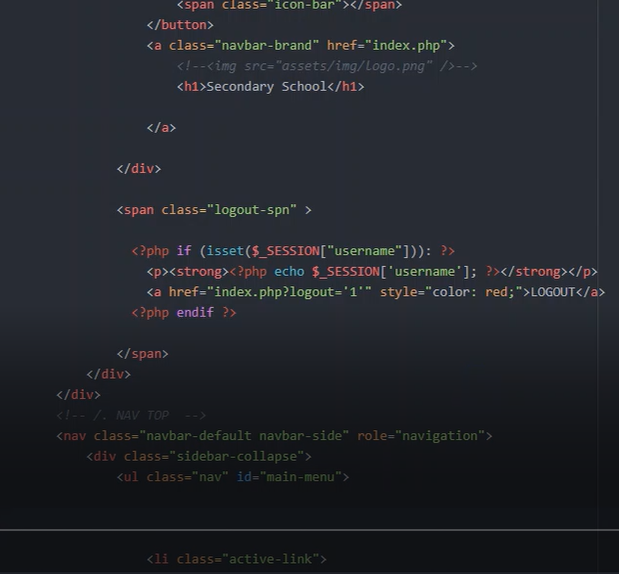 <span class="icon-bar"></span>
</button>
<a class="navbar-brand" href="index.php">
<!--<img src="assets/img/logo.png" />-->
<h1>Secondary School</h1>
</a>
</div>
<span class="logout-spn" >
<?php if (isset($_SESSION["username"])): ?>
<p><strong><?php echo $_SESSION['username']; ?></strong></p>
<a href="index.php?logout='1'" style="color: red;">LOGOUT</a>
<?php endif ?>
</span>
</div>
</div>
<!-- /. NAV TOP  -->
<nav class="navbar-default navbar-side" role="navigation">
<div class="sidebar-collapse">
<ul class="nav" id="main-menu">
<li class="active-link">